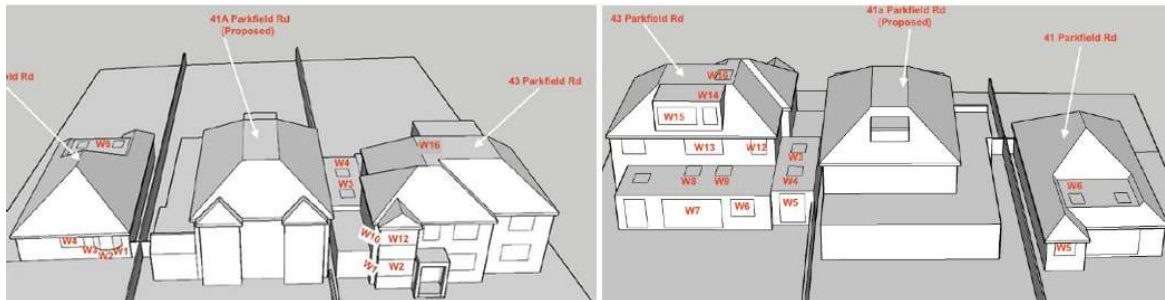 41A Parkfield Rd
(Proposed)
Rd
43 Parkfield Rd
W5
W16
W4
W3
W4
W3
W2
W1
W10
W12
W1
W2
43 Parkfield Rd
41a Parkfield Rd
(Proposed)
41 Parkfield Rd
W16
W14
W15
W13
W12
W3
W8
W9
W4
W7
W6
W5
W6
W5